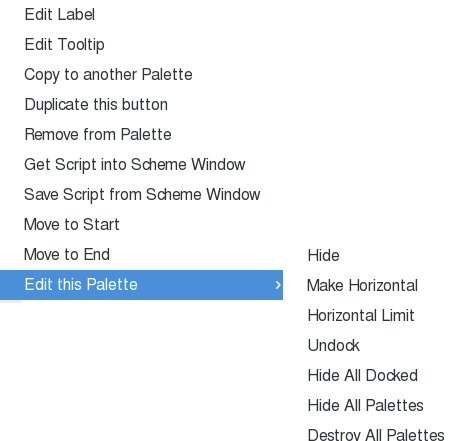 Edit Label
Edit Tooltip
Copy to another Palette
Duplicate this button
Remove from Palette
Get Script into Scheme Window
Save Script from Scheme Window
Move to Start
Move to End
Edit this Palette
Hide
Make Horizontal
Horizontal Limit
Undock
Hide All Docked
Hide All Palettes
Destroy All Palettes